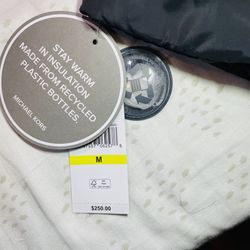 STAY WARM
IN INSULATION
MADE FROM RECYCLED
PLASTIC BOTTLES.
MICHAEL KORS
M
$250.00